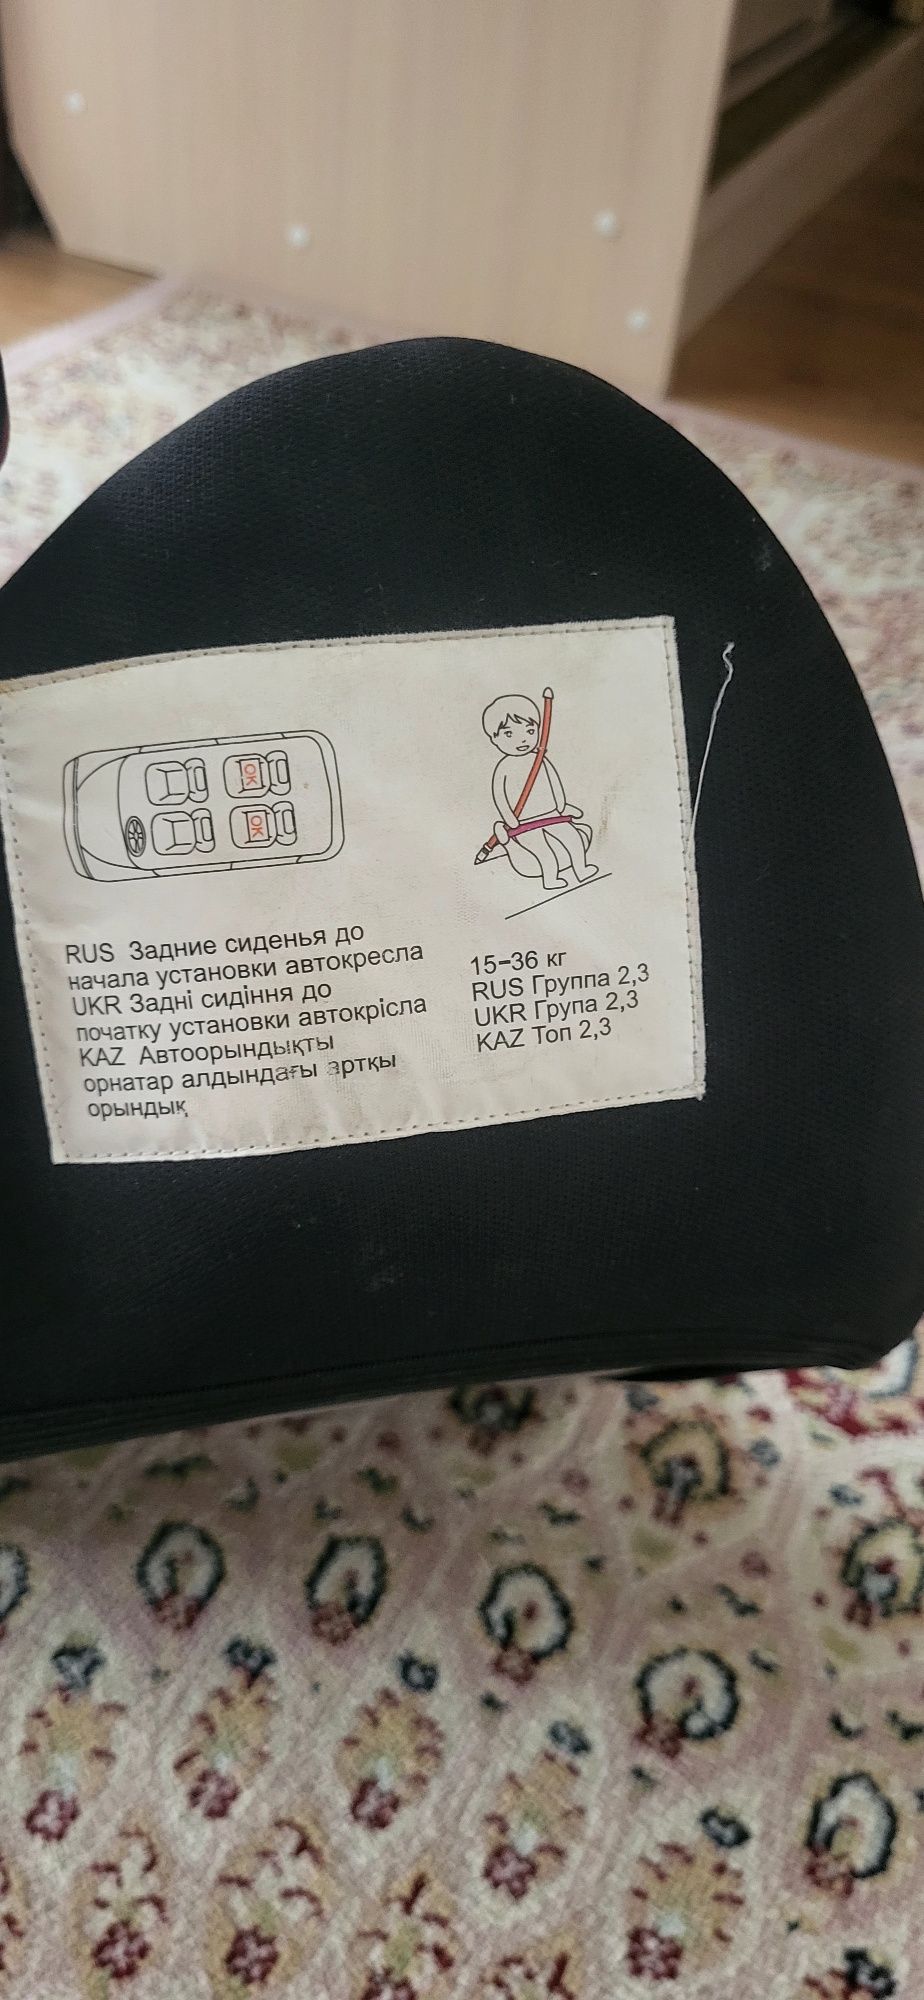 OK
OK
RUS Задние сиденья до
начала установки автокресла
UKR Задні сидіння до
початку установки автокрісла
KAZ Автоорындықты
орнатар алдындағы артқы
орындық
15-36 кг
RUS Группа 2,3
UKR Група 2,3
KAZ Топ 2,3